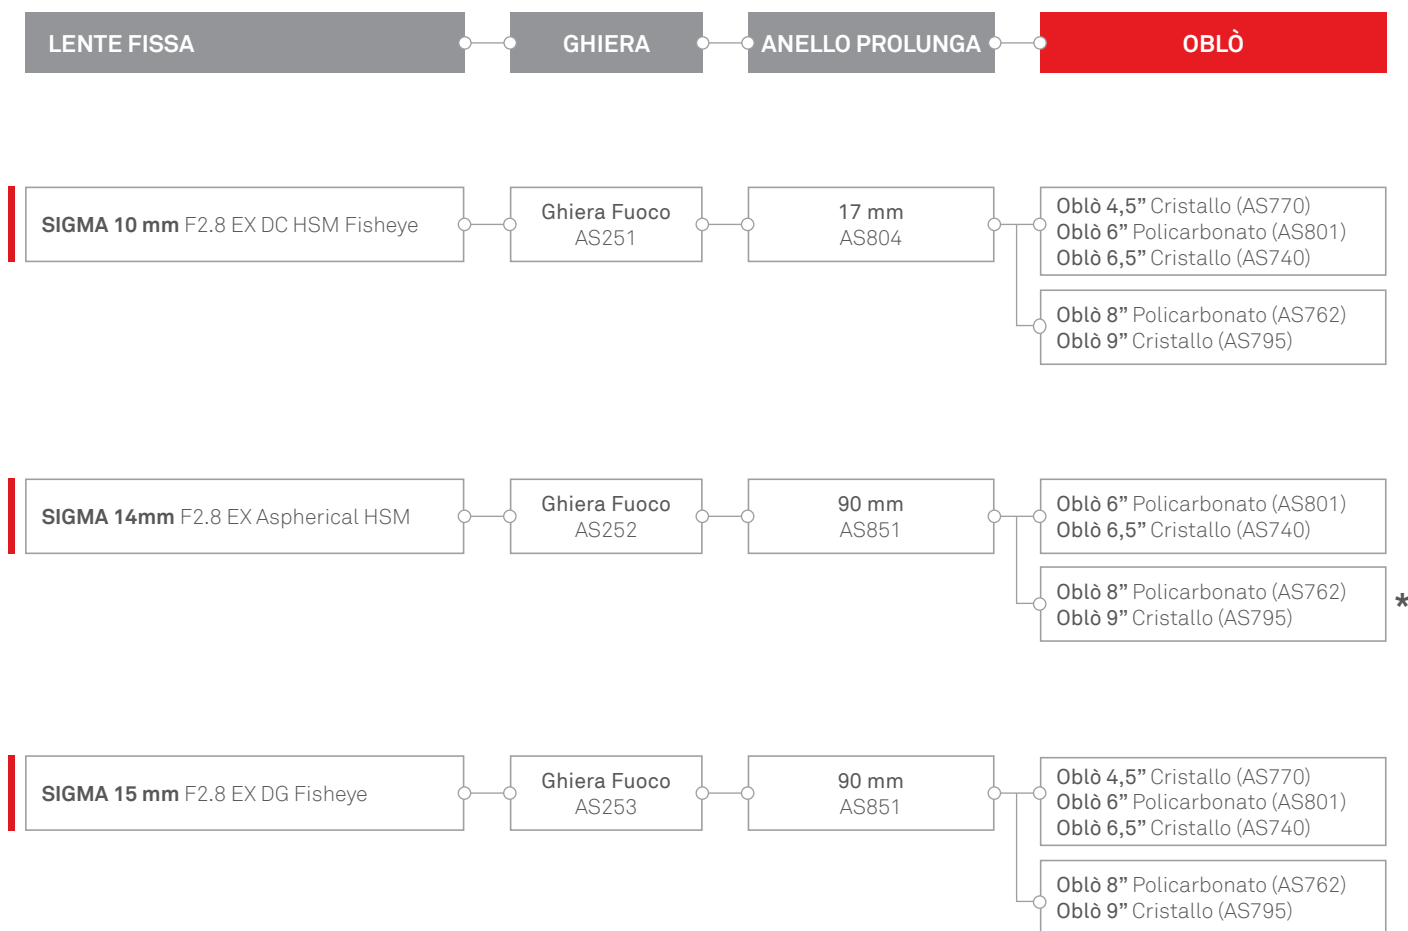 LENTE FISSA
GHIERA
ANELLO PROLUNGA
OBLÒ
SIGMA 10 mm F2.8 EX DC HSM Fisheye
Ghiera Fuoco
AS251
17 mm
AS804
Oblò 4,5” Cristallo (AS770)
Oblò 6” Policarbonato (AS801)
Oblò 6,5” Cristallo (AS740)
Oblò 8” Policarbonato (AS762)
Oblò 9” Cristallo (AS795)
SIGMA 14mm F2.8 EX Aspherical HSM
Ghiera Fuoco
AS252
90 mm
AS851
Oblò 6” Policarbonato (AS801)
Oblò 6,5” Cristallo (AS740)
Oblò 8” Policarbonato (AS762)
Oblò 9” Cristallo (AS795)
*
SIGMA 15 mm F2.8 EX DG Fisheye
Ghiera Fuoco
AS253
90 mm
AS851
Oblò 4,5” Cristallo (AS770)
Oblò 6” Policarbonato (AS801)
Oblò 6,5” Cristallo (AS740)
Oblò 8” Policarbonato (AS762)
Oblò 9” Cristallo (AS795)